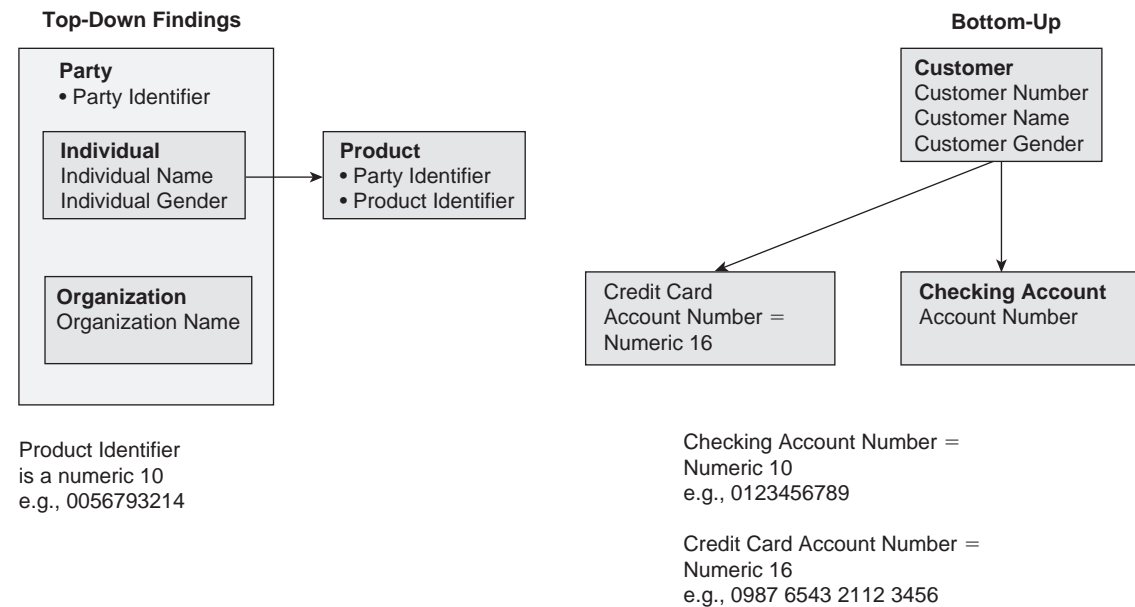 Top-Down Findings
Party
• Party Identifier
Individual
Individual Name
Individual Gender
Product
• Party Identifier
• Product Identifier
Organization
Organization Name
Product Identifier
is a numeric 10
e.g., 0056793214
Bottom-Up
Customer
Customer Number
Customer Name
Customer Gender
Credit Card
Account Number =
Numeric 16
Checking Account
Account Number
Checking Account Number =
Numeric 10
e.g., 0123456789
Credit Card Account Number =
Numeric 16
e.g., 0987 6543 2112 3456